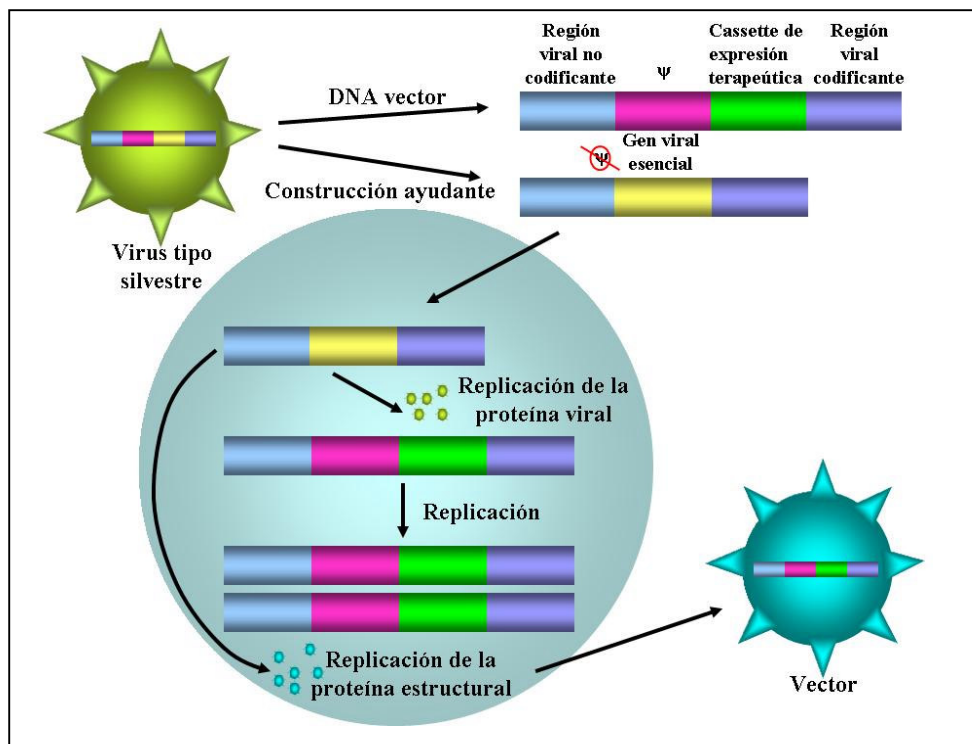 Región
viral no
codificante
ψ
Cassette de
expresión
terapeútica
Región
viral
codificante
DNA vector
ψ
Gen viral
esencial
Construcción ayudante
Virus tipo
silvestre
Replicación de la
proteína viral
Replicación
Replicación de la
proteína estructural
Vector